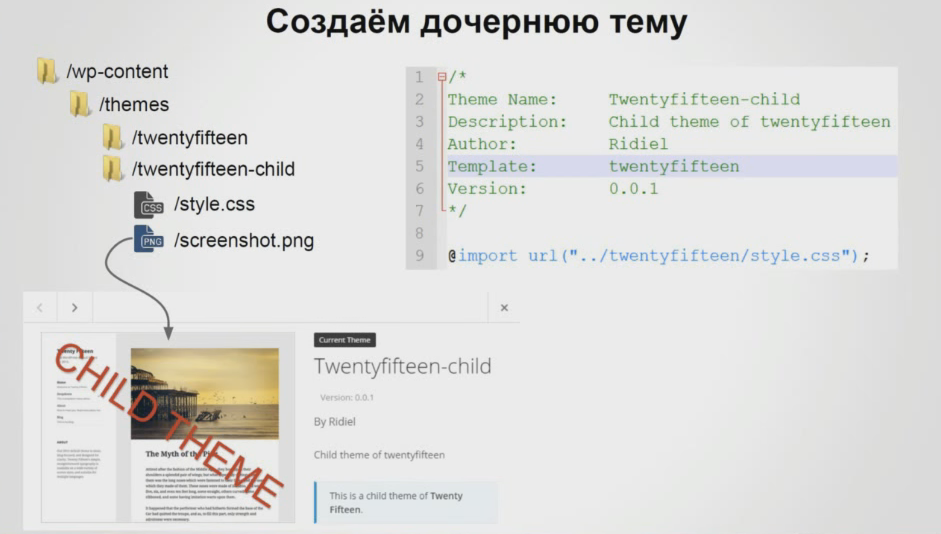 Создаём дочернюю тему
/wp-content
/themes
/twentyfifteen
/twentyfifteen-child
CSS /style.css
PNG /screenshot.png
1 /*
2 Theme Name: Twentyfifteen-child
3 Description: Child theme of twentyfifteen
4 Author: Ridiel
5 Template: twentyfifteen
6 Version: 0.0.1
7 */
8
9 @import url("../twentyfifteen/style.css");
Twenty Fifteen
CHILD THEME
The Myth of the
Current Theme
Twentyfifteen-child
Version: 0.0.1
By Ridiel
Child theme of twentyfifteen
This is a child theme of Twenty
Fifteen.